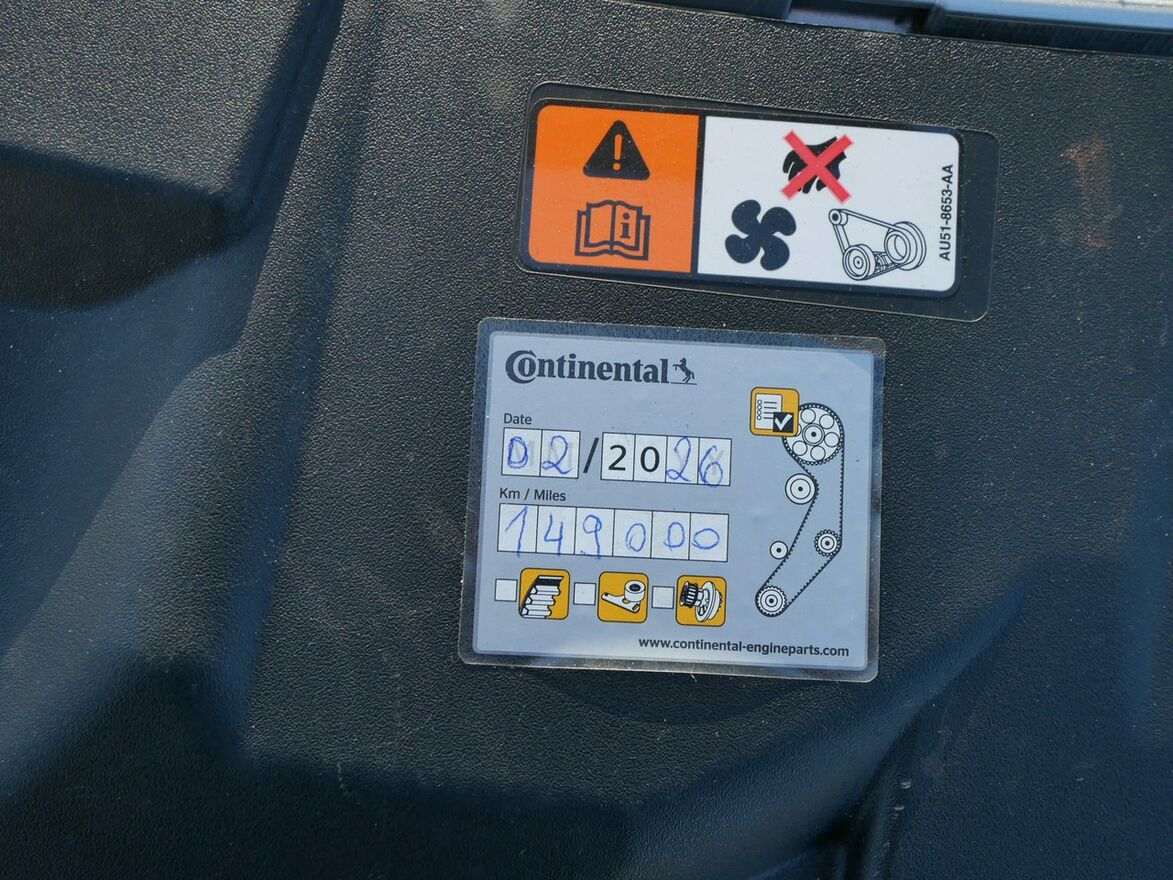 AU51-8653-AA
Continental
Date
02/2026
Km / Miles
149000
www.continental-engineparts.com